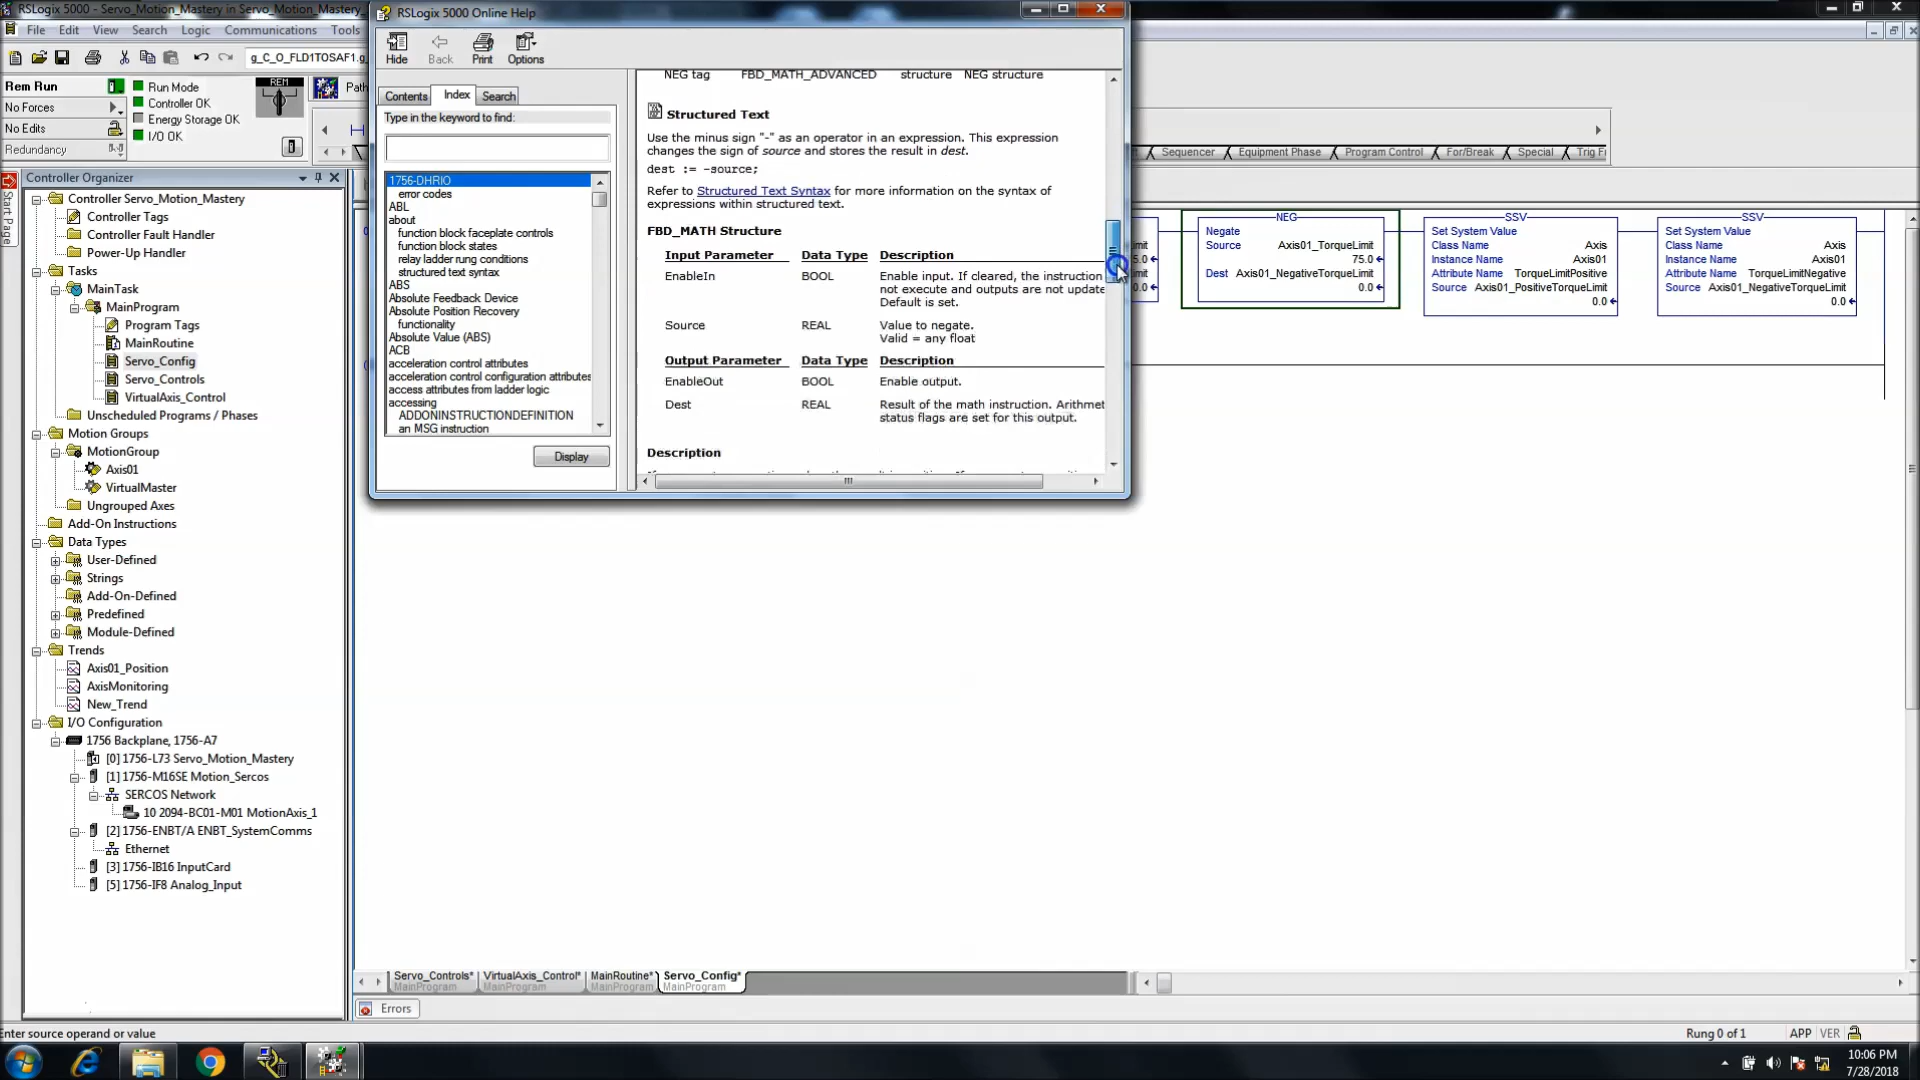 RSLogix 5000 - Servo_Motion_Mastery in Servo_Motion_Mastery
File Edit View Search Logic Communications Tools
g_C_O_FLD1TOSAF1.g
Rem Run
No Forces
No Edits
Redundancy
Run Mode
Controller OK
Energy Storage OK
I/O OK
REM
Path
Controller Organizer
Start Page
Controller Servo_Motion_Mastery
Controller Tags
Controller Fault Handler
Power-Up Handler
Tasks
MainTask
MainProgram
Program Tags
MainRoutine
Servo_Config
Servo_Controls
VirtualAxis_Control
Unscheduled Programs / Phases
Motion Groups
MotionGroup
Axis01
VirtualMaster
Ungrouped Axes
Add-On Instructions
Data Types
User-Defined
Strings
Add-On-Defined
Predefined
Module-Defined
Trends
Axis01_Position
AxisMonitoring
New_Trend
I/O Configuration
1756 Backplane, 1756-A7
[0] 1756-L73 Servo_Motion_Mastery
[1] 1756-M16SE Motion_Sercos
SERCOS Network
10 2094-BC01-M01 MotionAxis_1
[2] 1756-ENBT/A ENBT_SystemComms
Ethernet
[3] 1756-IB16 InputCard
[5] 1756-IF8 Analog_Input
RSLogix 5000 Online Help
Hide Back Print Options
Contents Index Search
Type in the keyword to find:
1756-DHRIO
error codes
ABL
about
function block faceplate controls
function block states
relay ladder rung conditions
structured text syntax
ABS
Absolute Feedback Device
Absolute Position Recovery
functionality
Absolute Value (ABS)
ACB
acceleration control attributes
acceleration control configuration attributes
access attributes from ladder logic
accessing
ADDONINSTRUCTIONDEFINITION
an MSG instruction
Display
NEG tag FBD_MATH_ADVANCED structure NEG structure
Structured Text
Use the minus sign "-" as an operator in an expression. This expression
changes the sign of source and stores the result in dest.
dest := -source;
Refer to Structured Text Syntax for more information on the syntax of
expressions within structured text.
FBD_MATH Structure
Input Parameter Data Type Description
EnableIn BOOL Enable input. If cleared, the instruction
not execute and outputs are not update
Default is set.
Source REAL Value to negate.
Valid = any float
Output Parameter Data Type Description
EnableOut BOOL Enable output.
Dest REAL Result of the math instruction. Arithmet
status flags are set for this output.
Description
Sequencer Equipment Phase Program Control For/Break Special Trig F
imit
5.0
imit
0.0
NEG
Negate
Source Axis01_TorqueLimit
75.0
Dest Axis01_NegativeTorqueLimit
0.0
SSV
Set System Value
Class Name Axis
Instance Name Axis01
Attribute Name TorqueLimitPositive
Source Axis01_PositiveTorqueLimit
0.0
SSV
Set System Value
Class Name Axis
Instance Name Axis01
Attribute Name TorqueLimitNegative
Source Axis01_NegativeTorqueLimit
0.0
Servo_Controls* VirtualAxis_Control* MainRoutine* Servo_Config*
MainProgram MainProgram MainProgram MainProgram
Errors
Enter source operand or value
Rung 0 of 1 APP VER
10:06 PM
7/28/2018